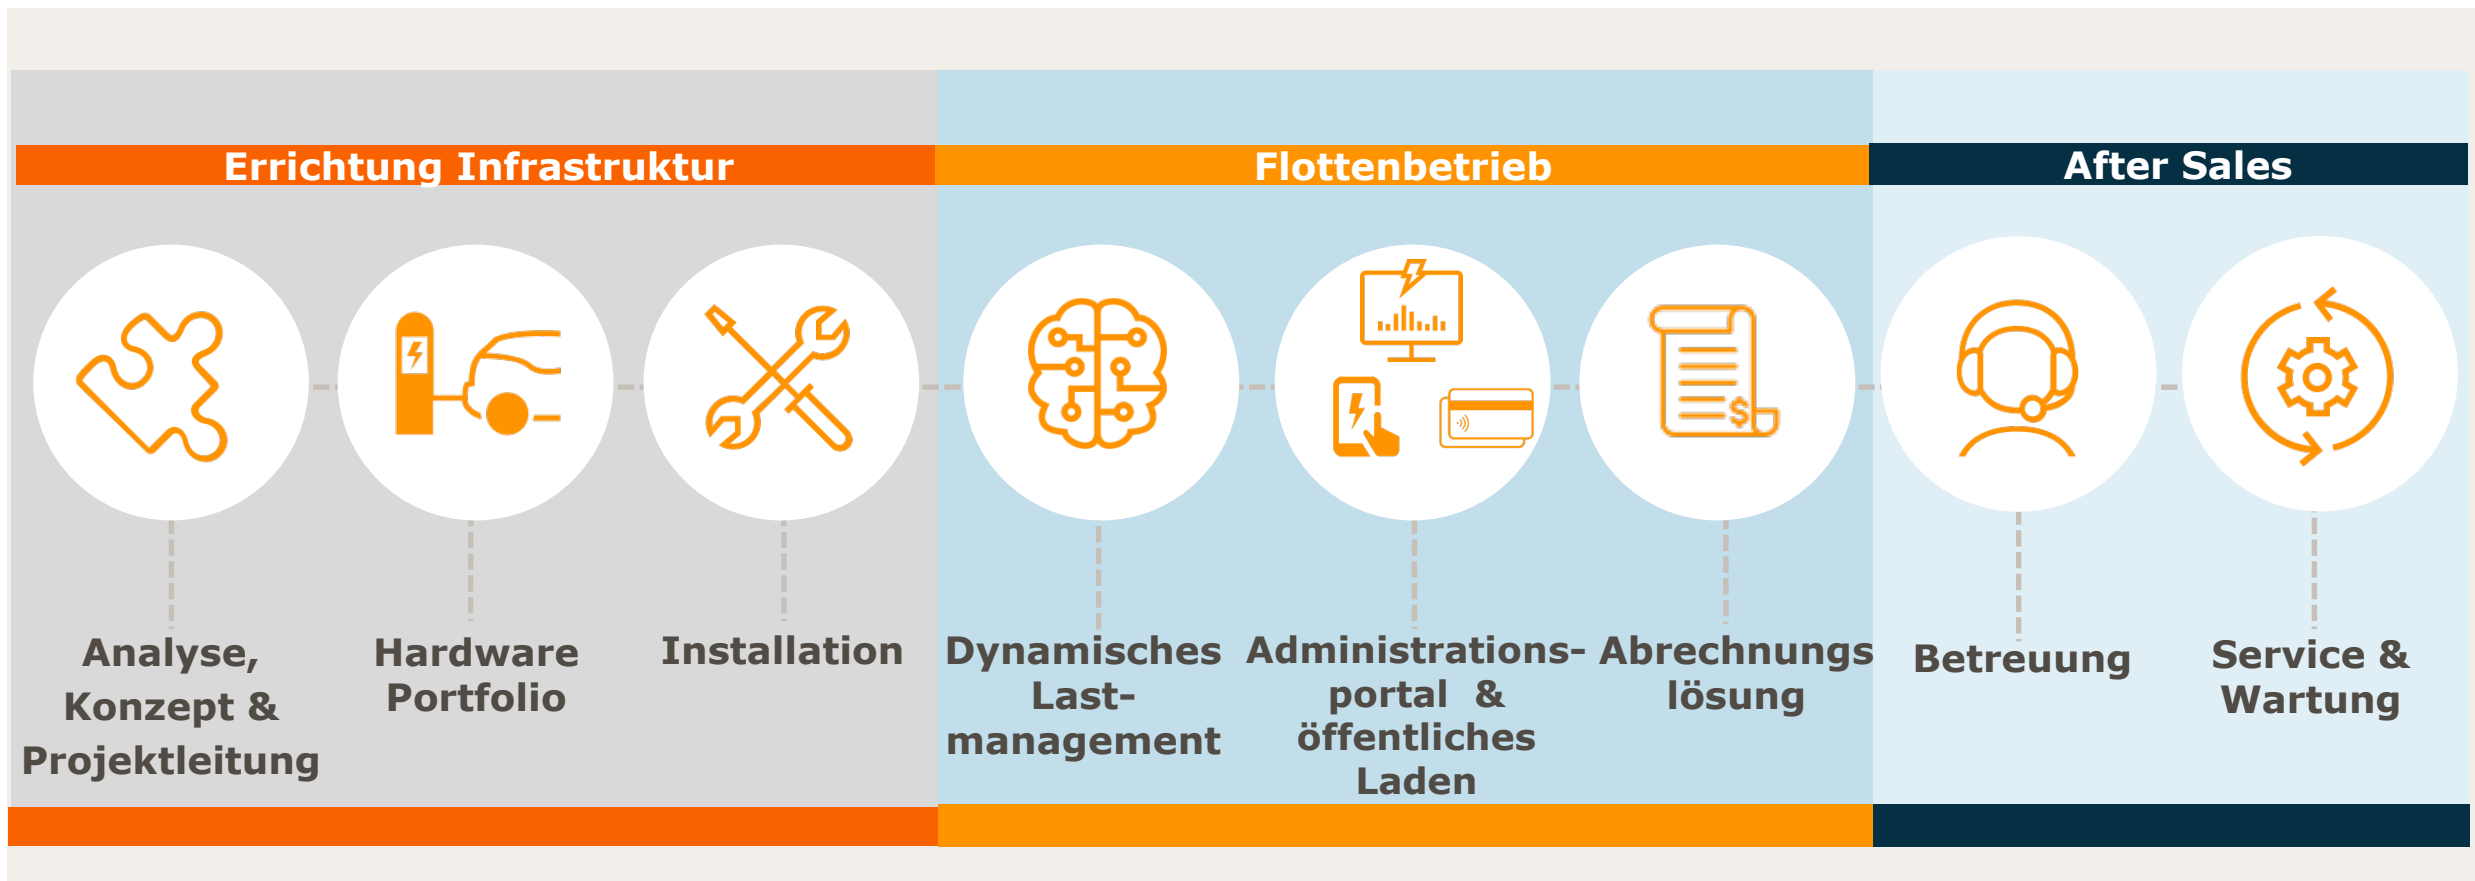 Errichtung Infrastruktur
Flottenbetrieb
After Sales
$
Analyse,
Konzept &
Projektleitung
Hardware
Portfolio
Installation
Dynamisches
Last-
management
Administrations-
portal &
öffentliches
Laden
Abrechnungs
lösung
Betreuung
Service &
Wartung